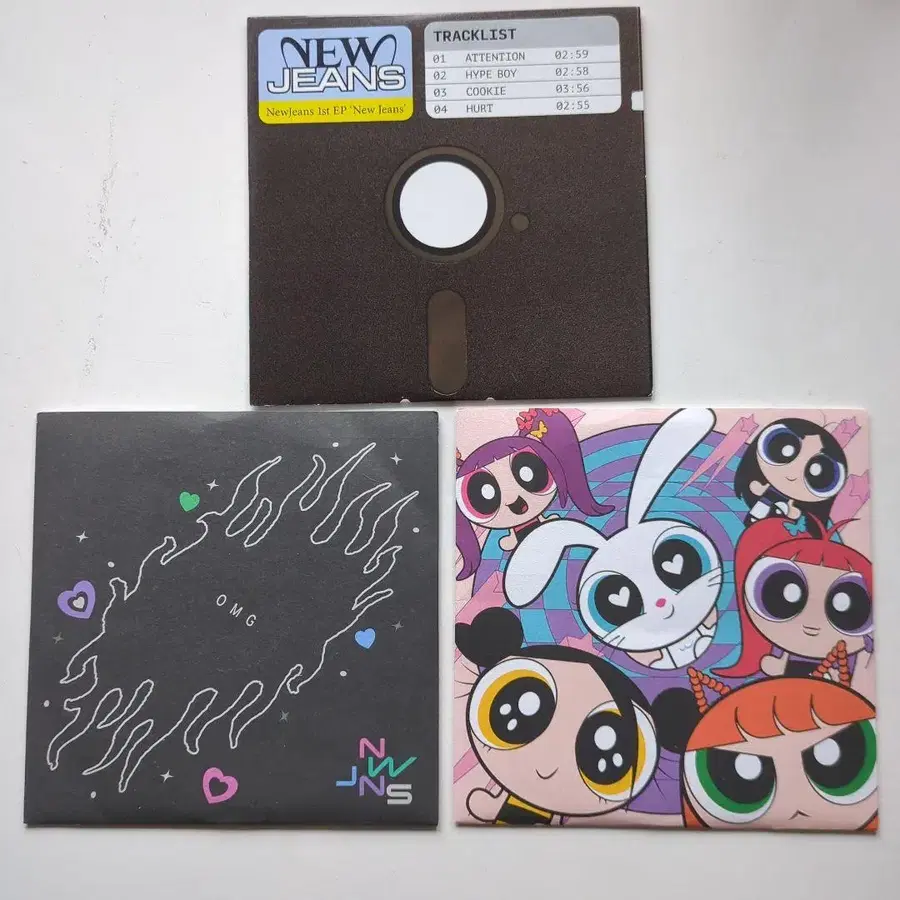 NEW
JEANS
NewJeans 1st EP 'New Jeans'
TRACKLIST
01 ATTENTION 02:59
02 HYPE BOY 02:58
03 COOKIE 03:56
04 HURT 02:55
OMG
N
W
JN
S